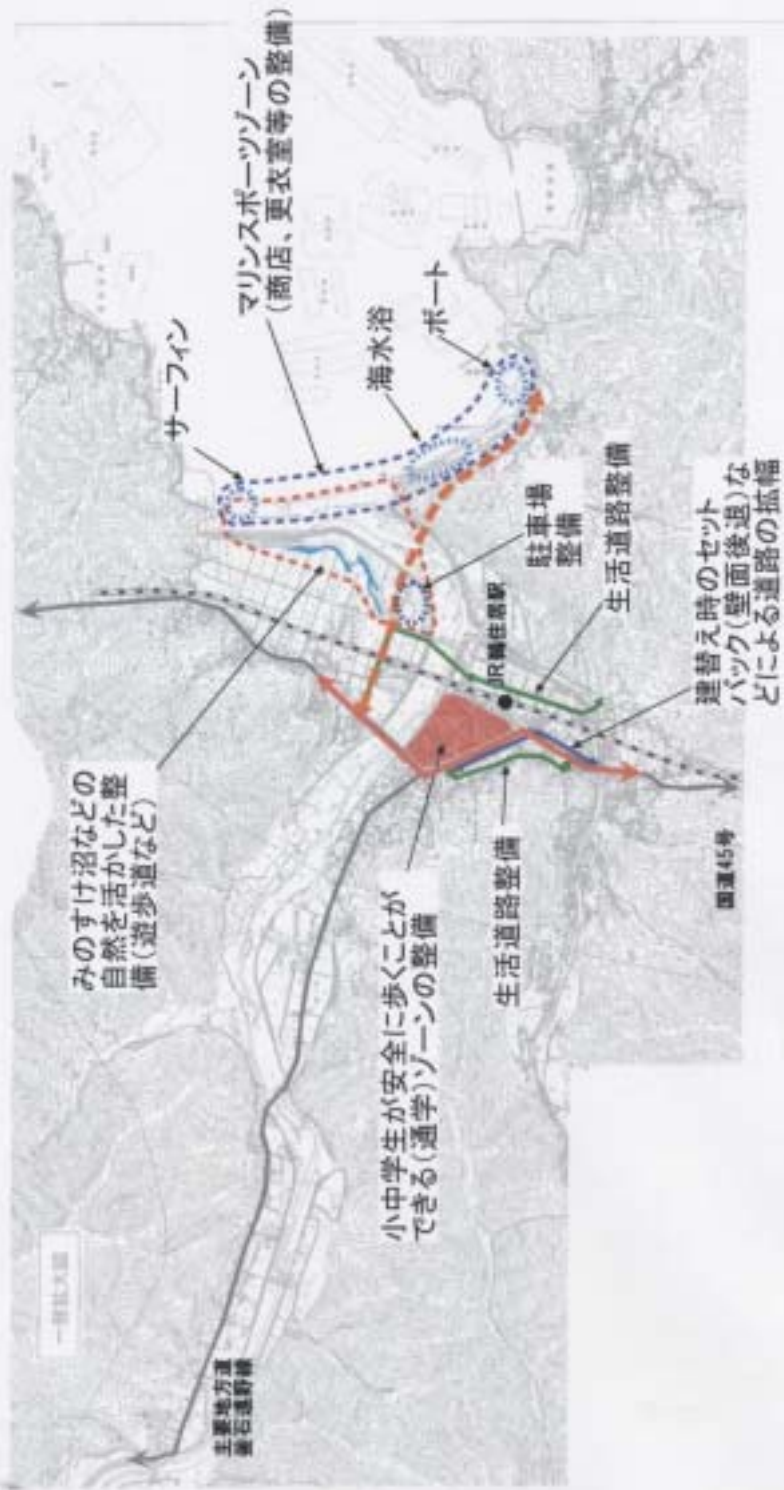 サーフィン
マリンスポーツゾーン
(商店、更衣室等の整備)
海水浴
ボート
みのすけ沼などの
自然を活かした整
備(遊歩道など)
駐車場
整備
JR鵜住居駅
生活道路整備
建替え時のセット
バック(壁面後退)な
どによる道路の拡幅
小中学生が安全に歩くことが
できる(通学)ゾーンの整備
生活道路整備
国道45号
一部拡大図
主要地方道
釜石遠野線